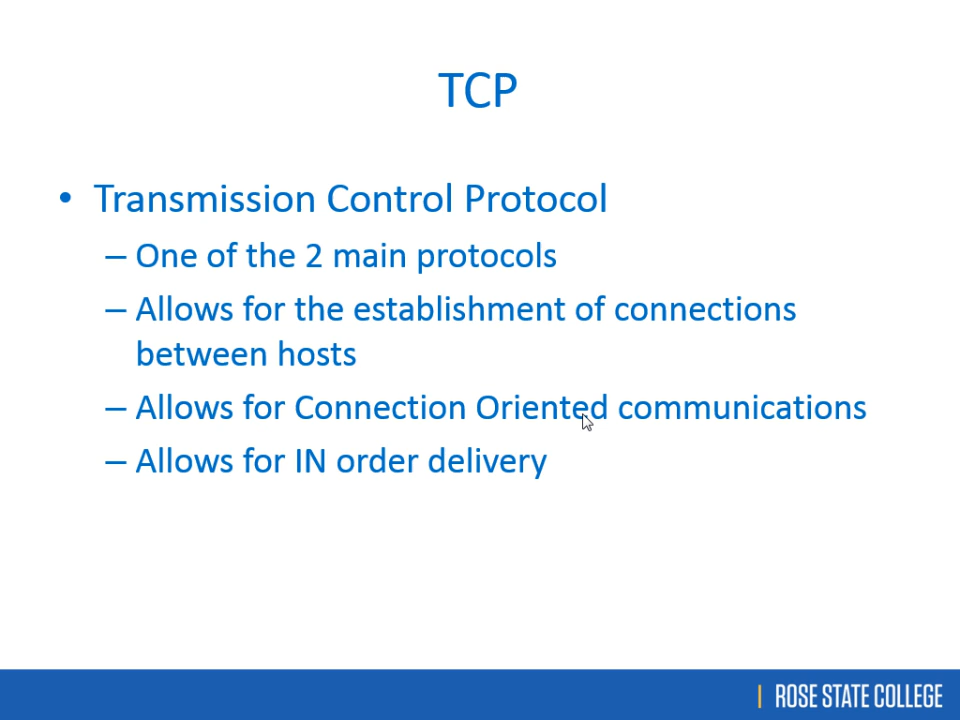 TCP
• Transmission Control Protocol
– One of the 2 main protocols
– Allows for the establishment of connections
between hosts
– Allows for Connection Oriented communications
– Allows for IN order delivery
ROSE STATE COLLEGE